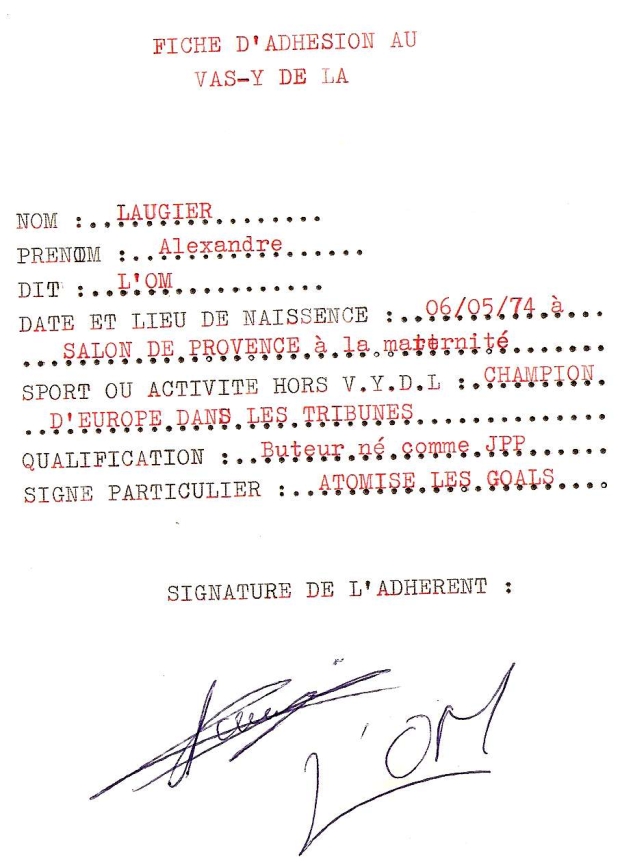 FICHE D'ADHESION AU
VAS-Y DE LA
NOM :..LAUGIER........
PRENOM :...Alexandre......
DIT :..L'OM...........
DATE ET LIEU DE NAISSENCE :..06/05/74.à...
...SALON DE PROVENCE à la maternité.......
SPORT OU ACTIVITE HORS V.Y.D.L :.CHAMPION.
..D'EUROPE DANS LES TRIBUNES..............
QUALIFICATION :..Buteur né comme JPP......
SIGNE PARTICULIER :..ATOMISE LES GOALS....
SIGNATURE DE L'ADHERENT :
L'OM